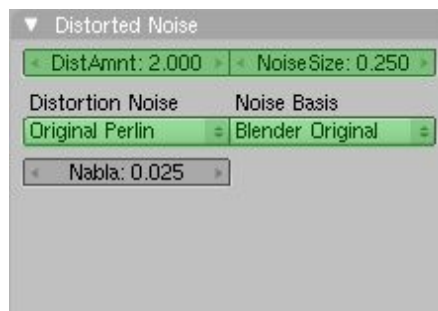 Distorted Noise
DistAmnt: 2.000 NoiseSize: 0.250
Distortion Noise Noise Basis
Original Perlin Blender Original
Nabla: 0.025